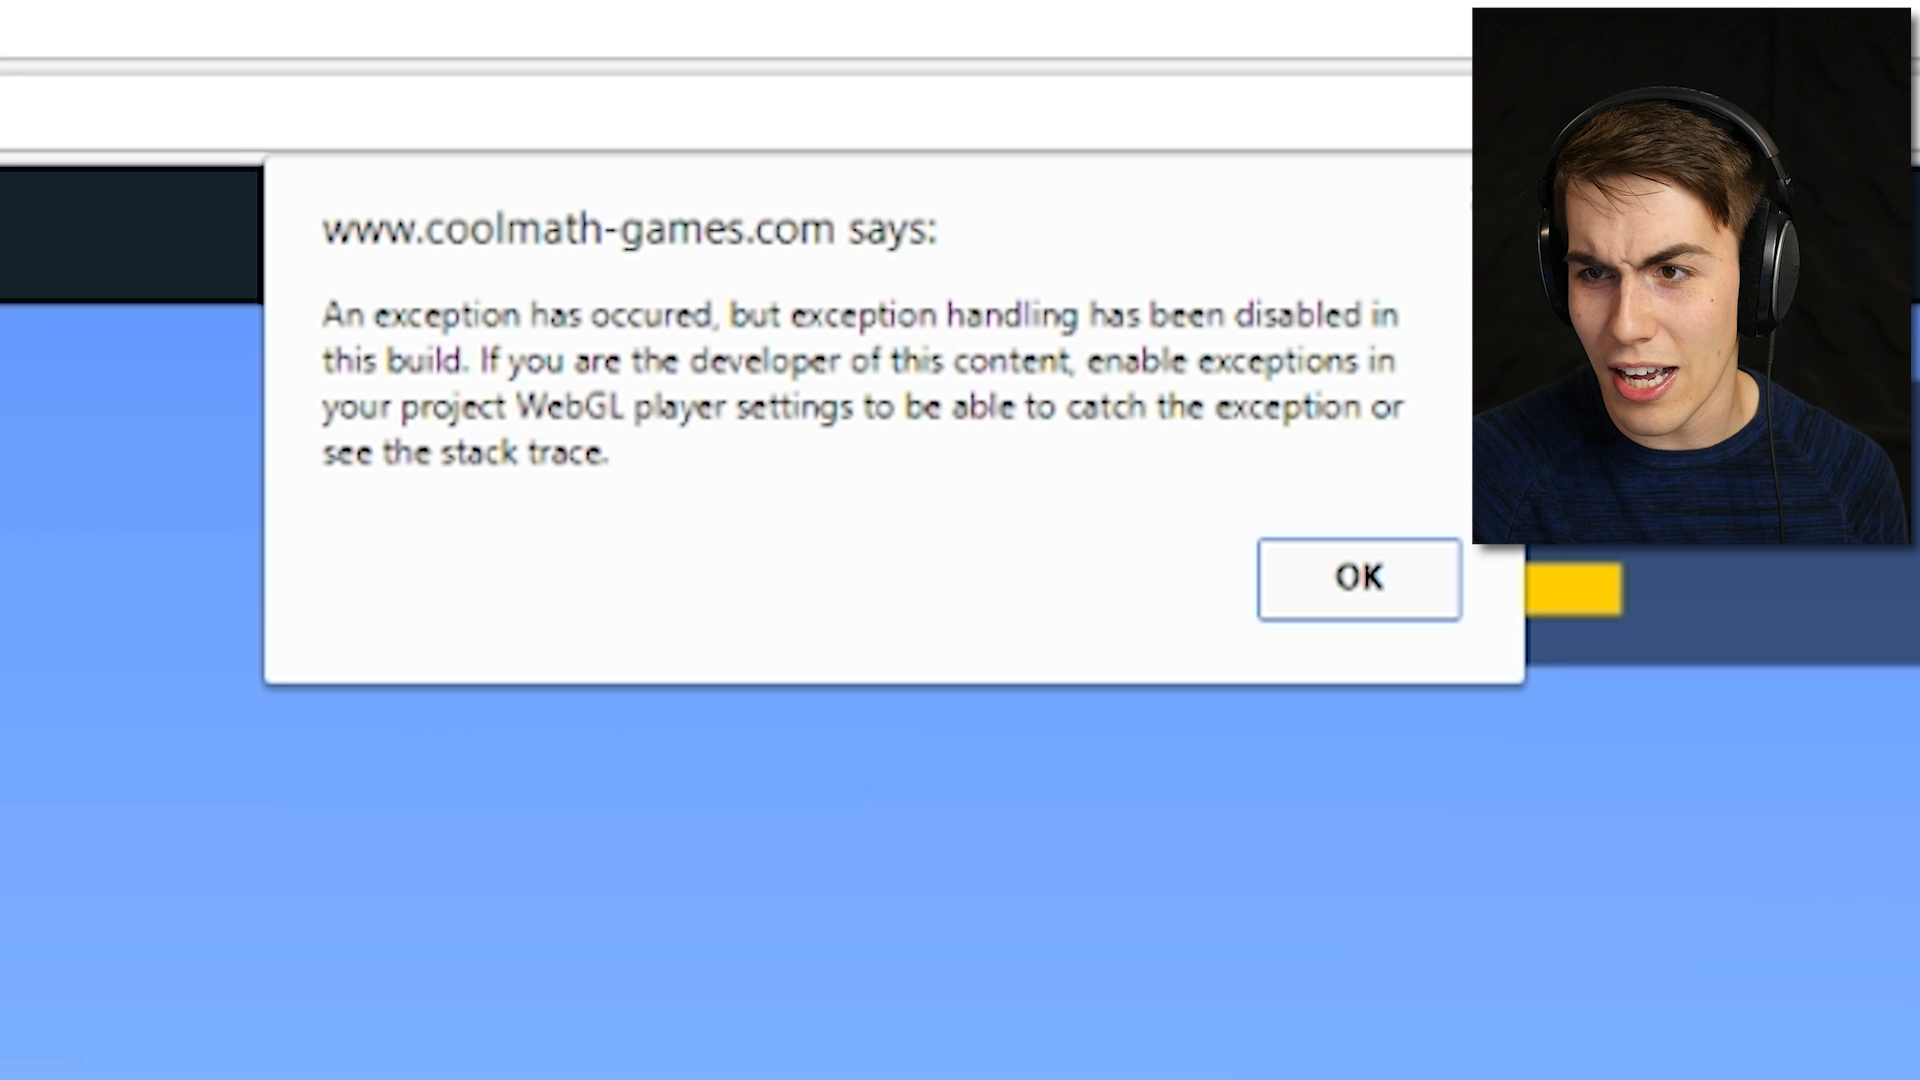 www.coolmath-games.com says:
An exception has occured, but exception handling has been disabled in
this build. If you are the developer of this content, enable exceptions in
your project WebGL player settings to be able to catch the exception or
see the stack trace.
OK